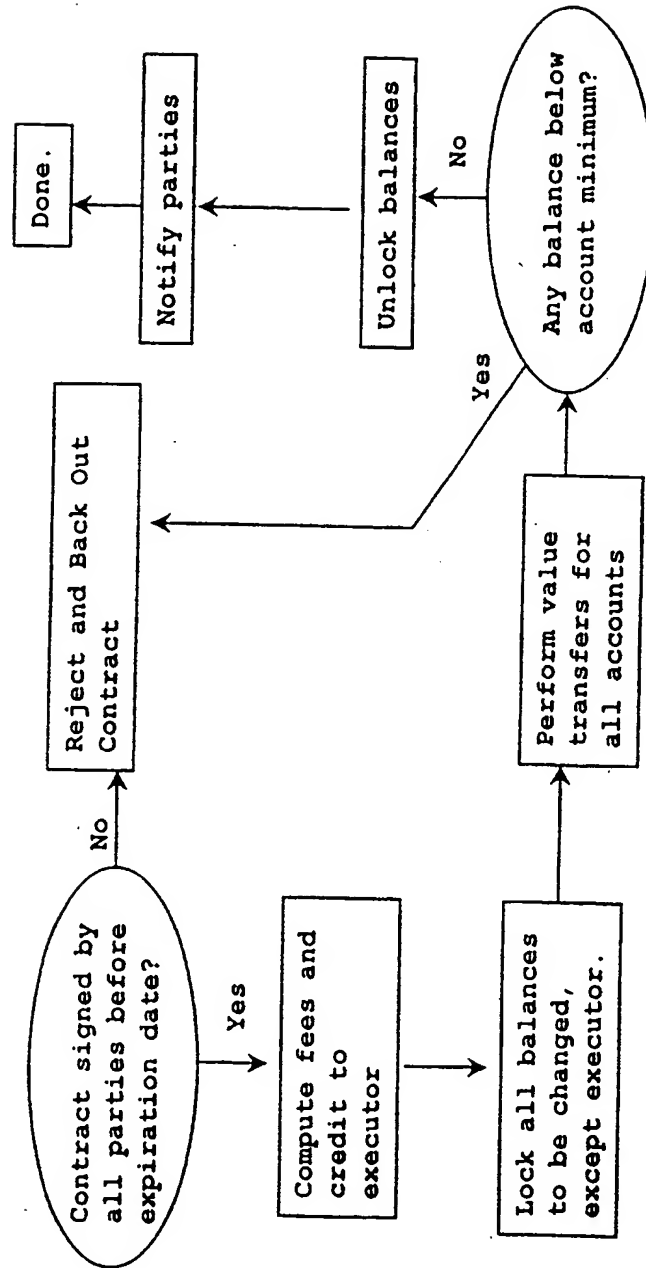 Contract signed by
all parties before
expiration date?
No
Reject and Back Out
Contract
Yes
Compute fees and
credit to
executor
Lock all balances
to be changed,
except executor.
Perform value
transfers for
all accounts
Any balance below
account minimum?
Yes
No
Unlock balances
Notify parties
Done.